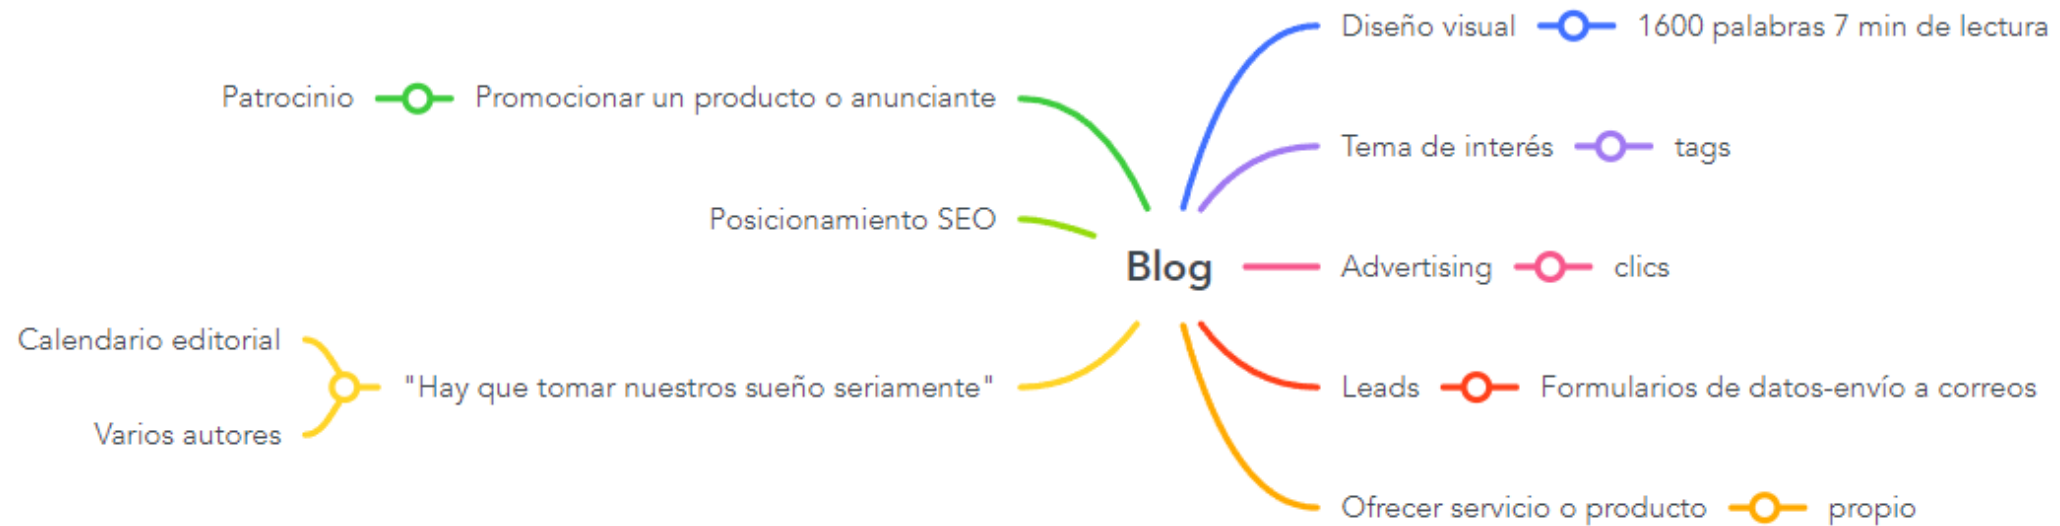 Diseño visual
1600 palabras 7 min de lectura
Patrocinio
Promocionar un producto o anunciante
Tema de interés
tags
Posicionamiento SEO
Blog
Advertising
clics
Calendario editorial
"Hay que tomar nuestros sueño seriamente"
Varios autores
Leads
Formularios de datos-envío a correos
Ofrecer servicio o producto
propio